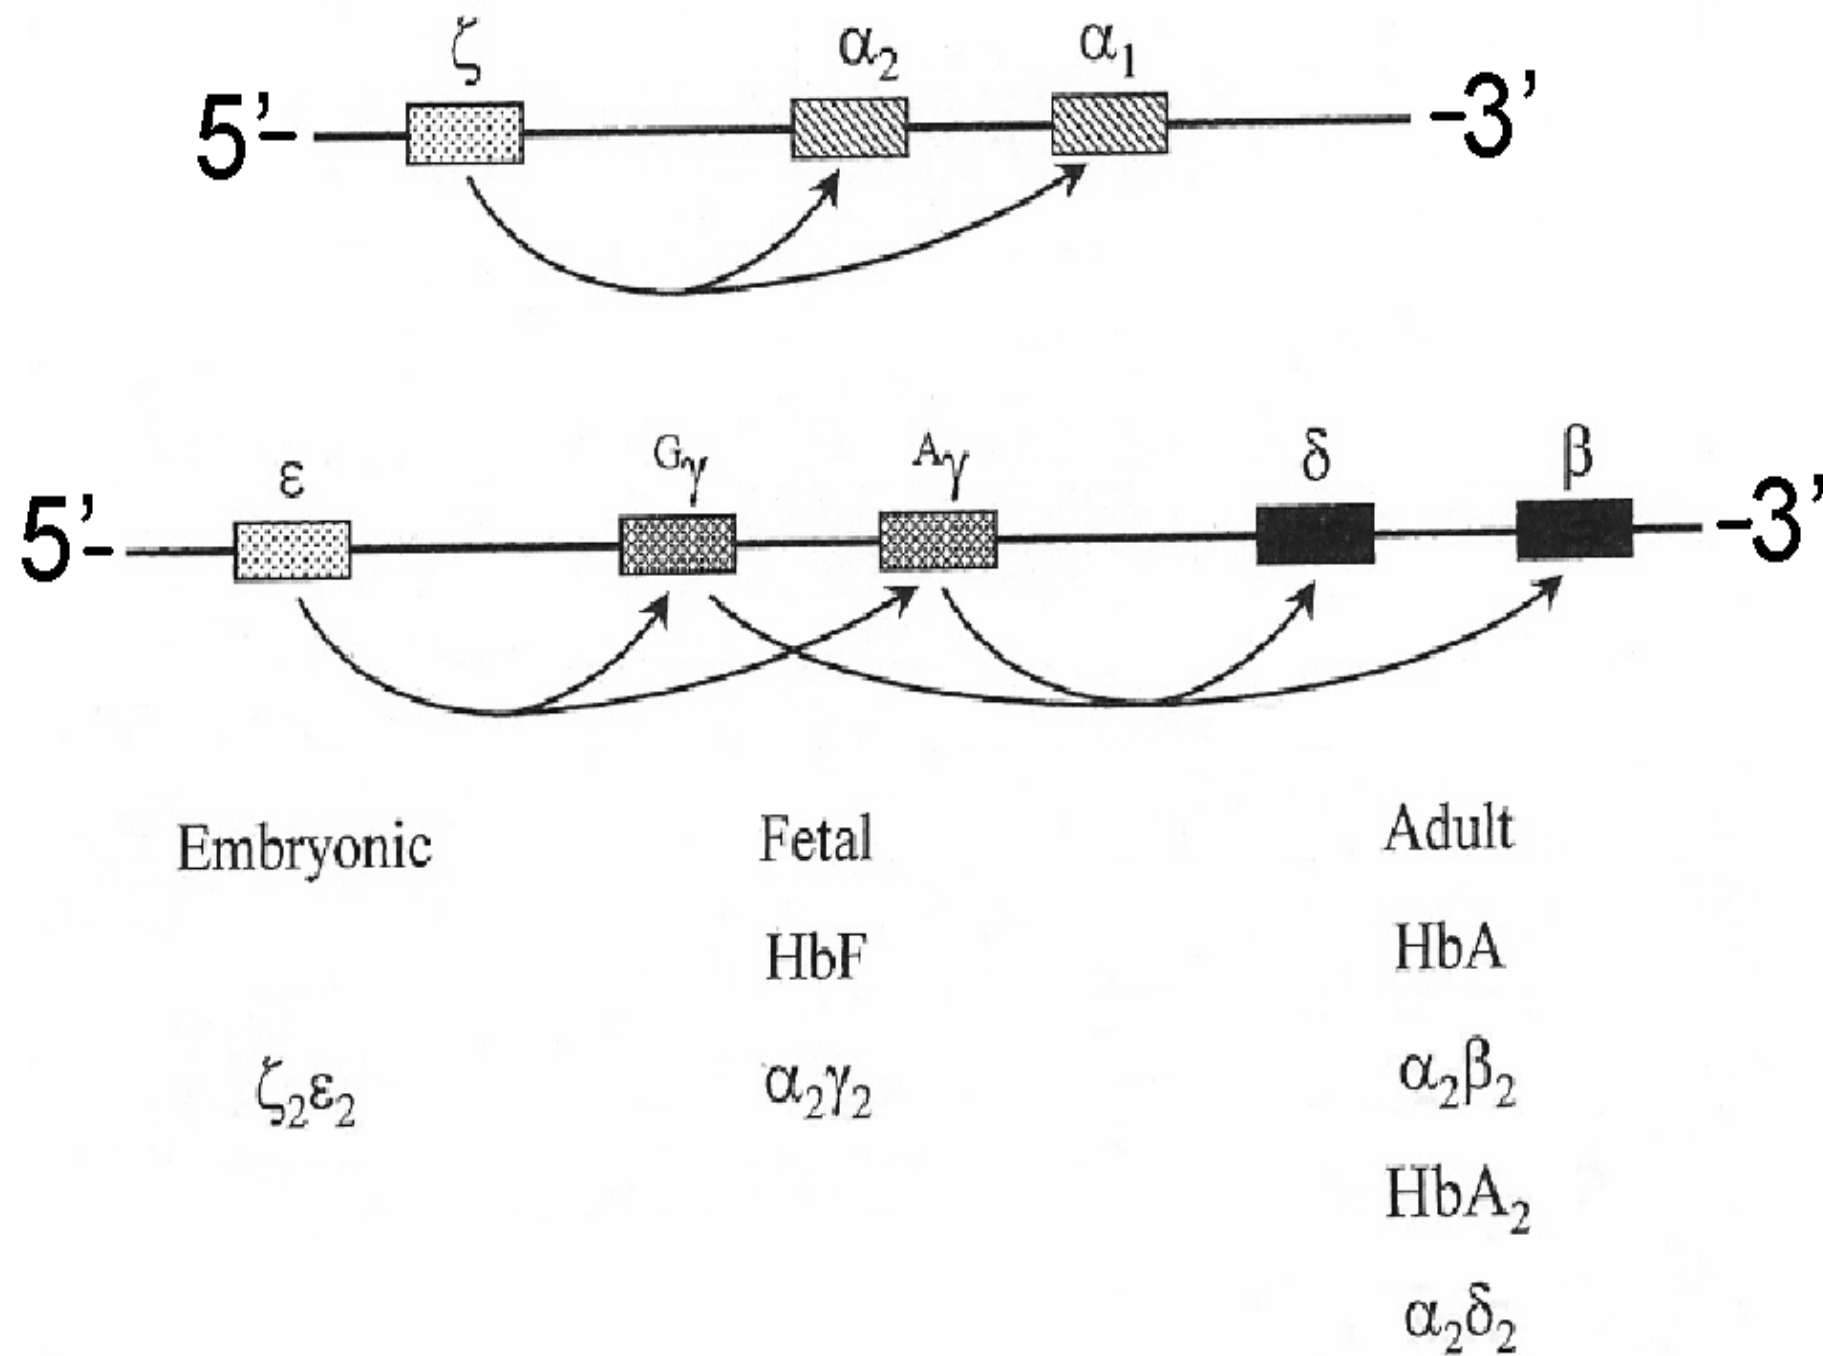 ζ α₂ α₁
5’- -3’
ε Gγ Aγ δ β
5’- -3’
Embryonic Fetal Adult
HbF HbA
ζ₂ε₂ α₂γ₂ α₂β₂
HbA₂
α₂δ₂